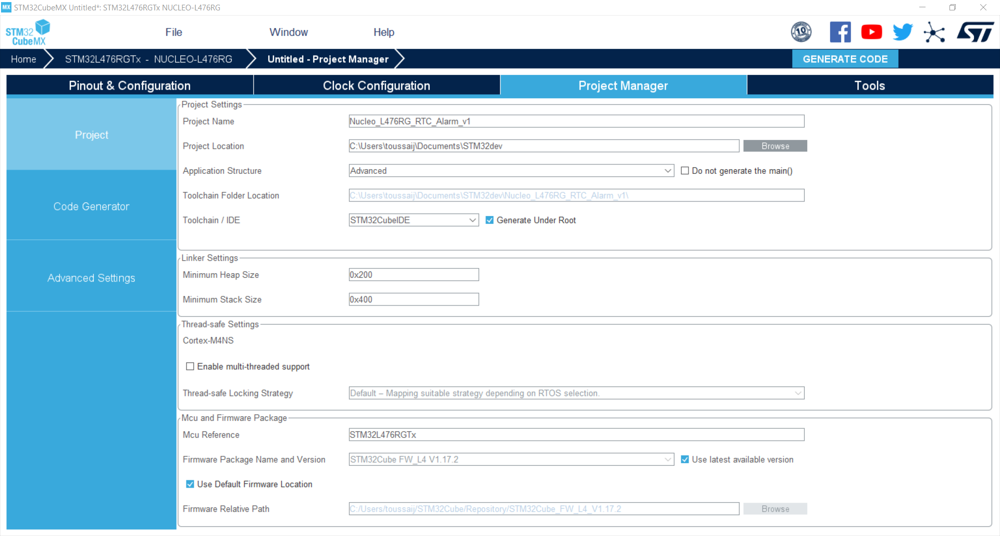 MX STM32CubeMX Untitled*: STM32L476RGTx NUCLEO-L476RG
STM32
CubeMX
File Window Help
10
Home STM32L476RGTx - NUCLEO-L476RG Untitled - Project Manager GENERATE CODE
Pinout & Configuration Clock Configuration Project Manager Tools
Project
Code Generator
Advanced Settings
Project Settings
Project Name Nucleo_L476RG_RTC_Alarm_v1
Project Location C:\Users\toussaij\Documents\STM32dev Browse
Application Structure Advanced Do not generate the main()
Toolchain Folder Location C:\Users\toussaij\Documents\STM32dev\Nucleo_L476RG_RTC_Alarm_v1\
Toolchain / IDE STM32CubeIDE Generate Under Root
Linker Settings
Minimum Heap Size 0x200
Minimum Stack Size 0x400
Thread-safe Settings
Cortex-M4NS
Enable multi-threaded support
Thread-safe Locking Strategy Default – Mapping suitable strategy depending on RTOS selection.
Mcu and Firmware Package
Mcu Reference STM32L476RGTx
Firmware Package Name and Version STM32Cube FW_L4 V1.17.2 Use latest available version
Use Default Firmware Location
Firmware Relative Path C:/Users/toussaij/STM32Cube/Repository/STM32Cube_FW_L4_V1.17.2 Browse